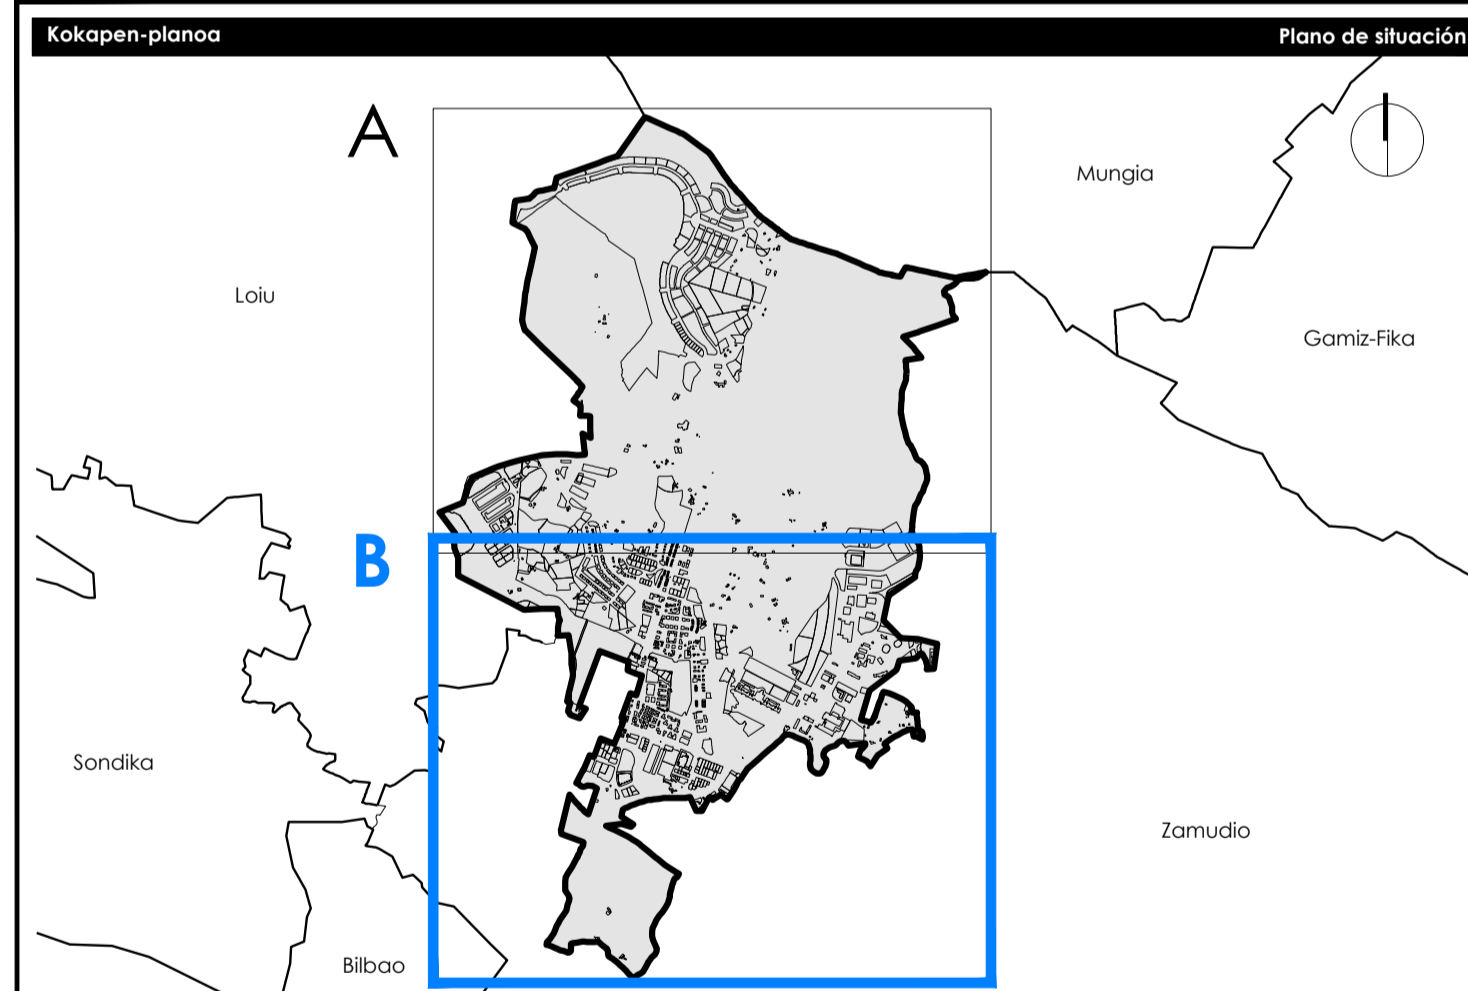 Kokapen-planoa
Plano de situación
A
Mungia
Loiu
Gamiz-Fika
B
Sondika
Zamudio
Bilbao